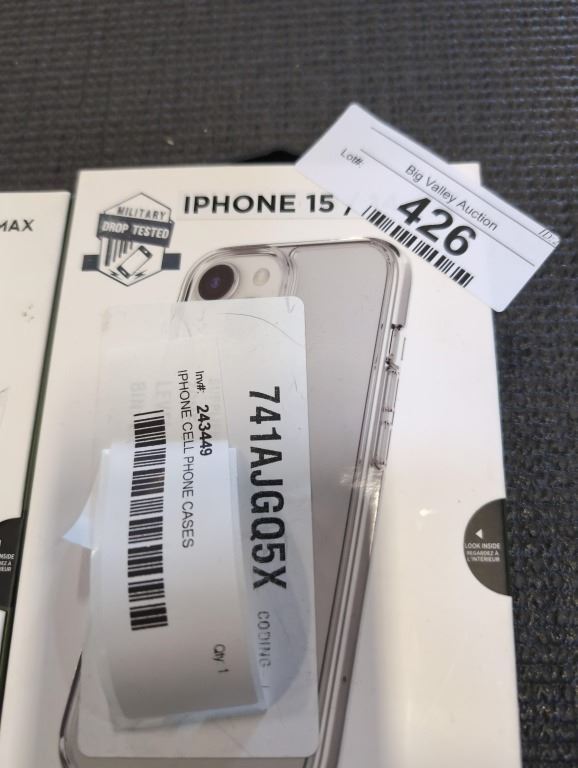 MAX
MILITARY
DROP TESTED
IPHONE 15 /
Lot#:
Big Valley Auction
426
741AJGQ5X
CODING
Inv#: 243449
IPHONE CELL PHONE CASES
Qty 1
LOOK INSIDE
REGARDEZ À
L'INTÉRIEUR